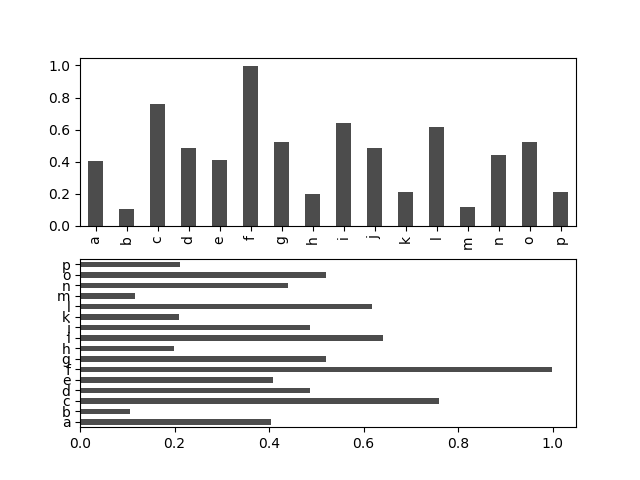 1.0
0.8
0.6
0.4
0.2
0.0
a b c d e f g h i j k l m n o p
p
o
n
m
l
k
j
i
h
g
f
e
d
c
b
a
0.0 0.2 0.4 0.6 0.8 1.0